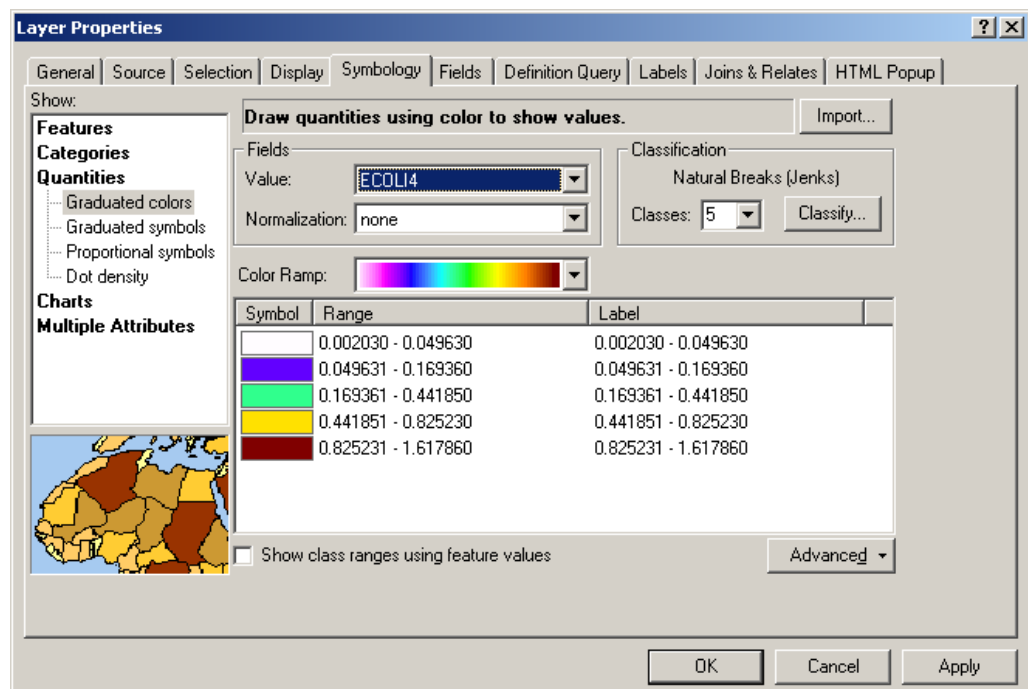 Layer Properties
General Source Selection Display Symbology Fields Definition Query Labels Joins & Relates HTML Popup
Show:
Features
Categories
Quantities
Graduated colors
Graduated symbols
Proportional symbols
Dot density
Charts
Multiple Attributes
Draw quantities using color to show values.
Import...
Fields
Value: ECOLI4
Normalization: none
Classification
Natural Breaks (Jenks)
Classes: 5 Classify...
Color Ramp:
Symbol Range Label
0.002030 - 0.049630 0.002030 - 0.049630
0.049631 - 0.169360 0.049631 - 0.169360
0.169361 - 0.441850 0.169361 - 0.441850
0.441851 - 0.825230 0.441851 - 0.825230
0.825231 - 1.617860 0.825231 - 1.617860
Show class ranges using feature values
Advanced
OK Cancel Apply